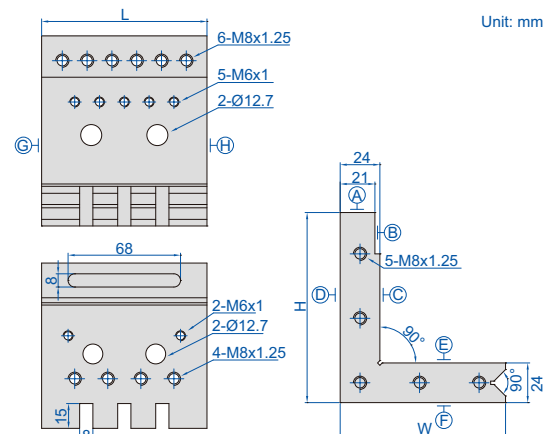 L
Unit: mm
6-M8x1.25
5-M6x1
2-Ø12.7
G
H
24
21
A
B
5-M8x1.25
D
C
H
90°
E
90°
24
F
W
68
8
2-M6x1
2-Ø12.7
4-M8x1.25
15